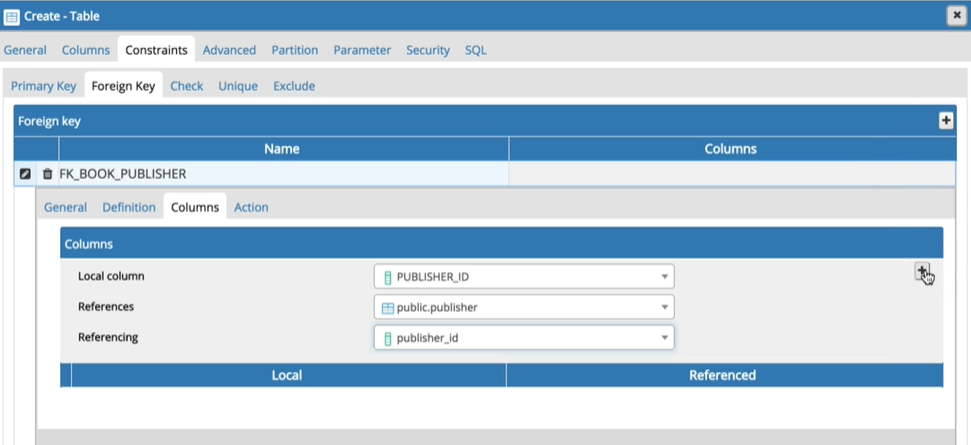 Create - Table
General Columns Constraints Advanced Partition Parameter Security SQL
Primary Key Foreign Key Check Unique Exclude
Foreign key
Name Columns
FK_BOOK_PUBLISHER
General Definition Columns Action
Columns
Local column PUBLISHER_ID
References public.publisher
Referencing publisher_id
Local Referenced